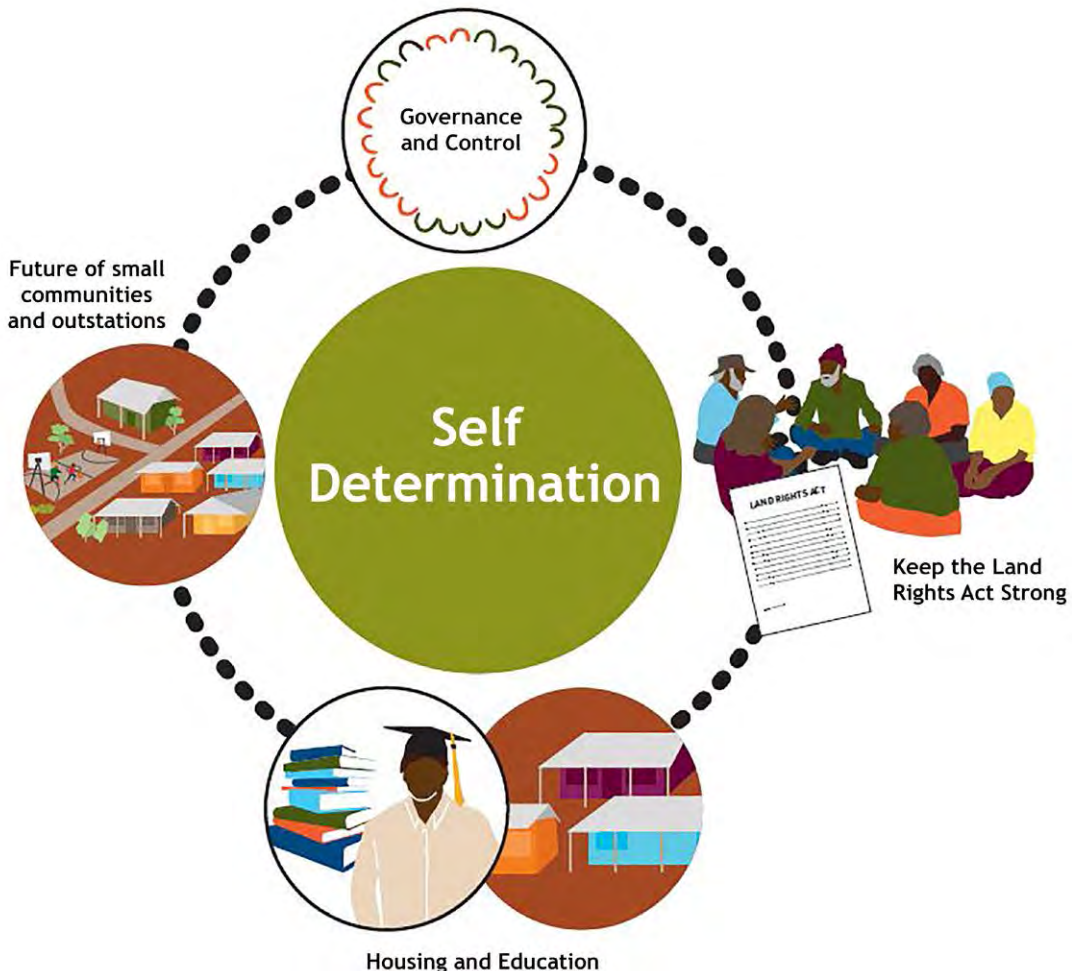 Governance
and Control
Future of small
communities
and outstations
Self
Determination
LAND RIGHTS ACT
Keep the Land
Rights Act Strong
Housing and Education